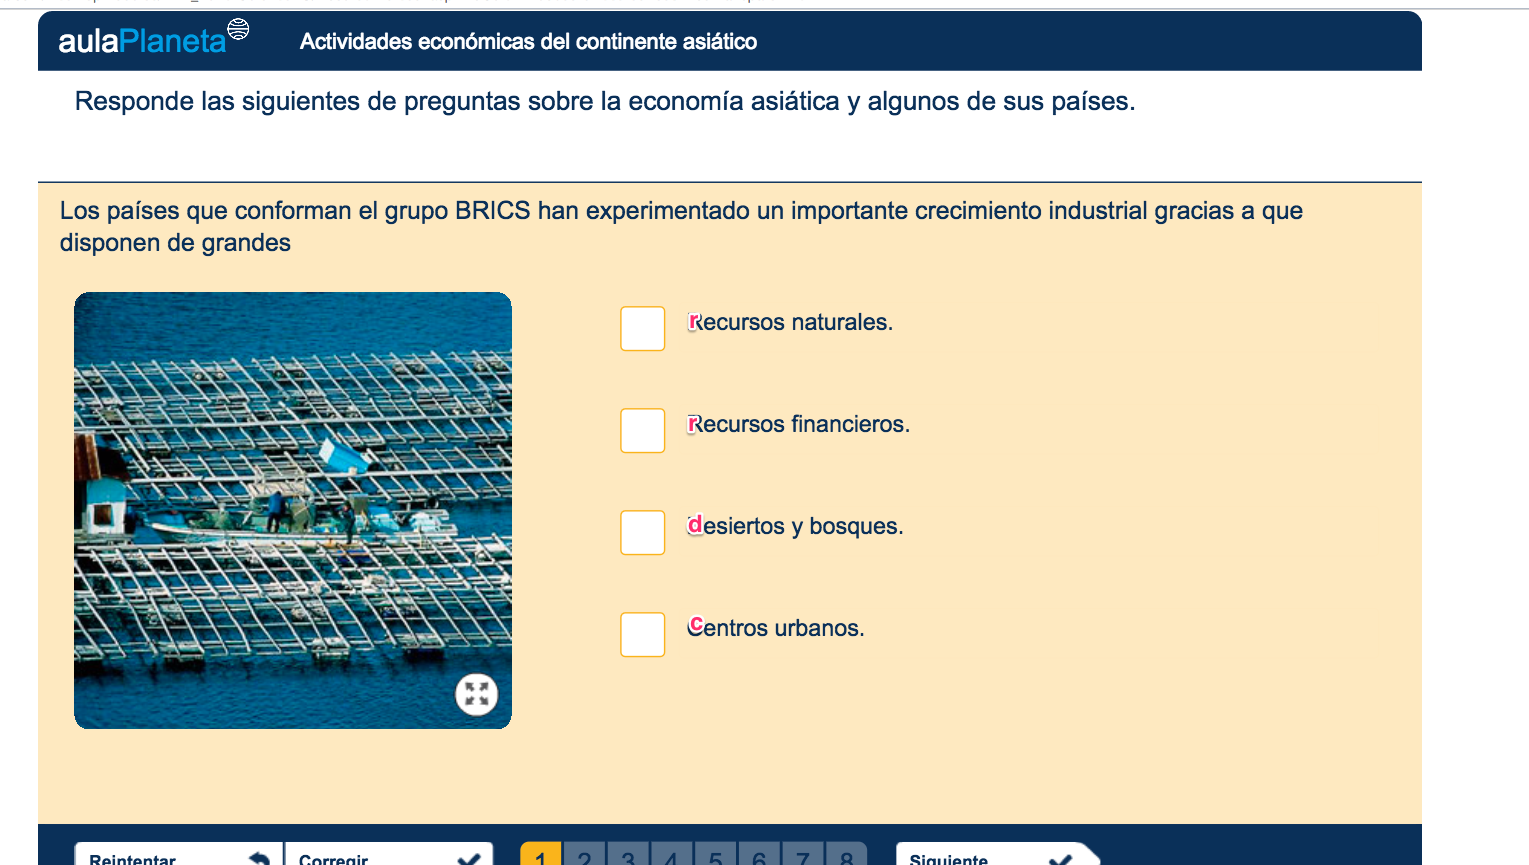 aulaPlaneta Actividades económicas del continente asiático
Responde las siguientes de preguntas sobre la economía asiática y algunos de sus países.
Los países que conforman el grupo BRICS han experimentado un importante crecimiento industrial gracias a que
disponen de grandes
recursos naturales.
recursos financieros.
desiertos y bosques.
centros urbanos.
Reintentar Corregir 1 2 3 4 5 6 7 8 Siguiente